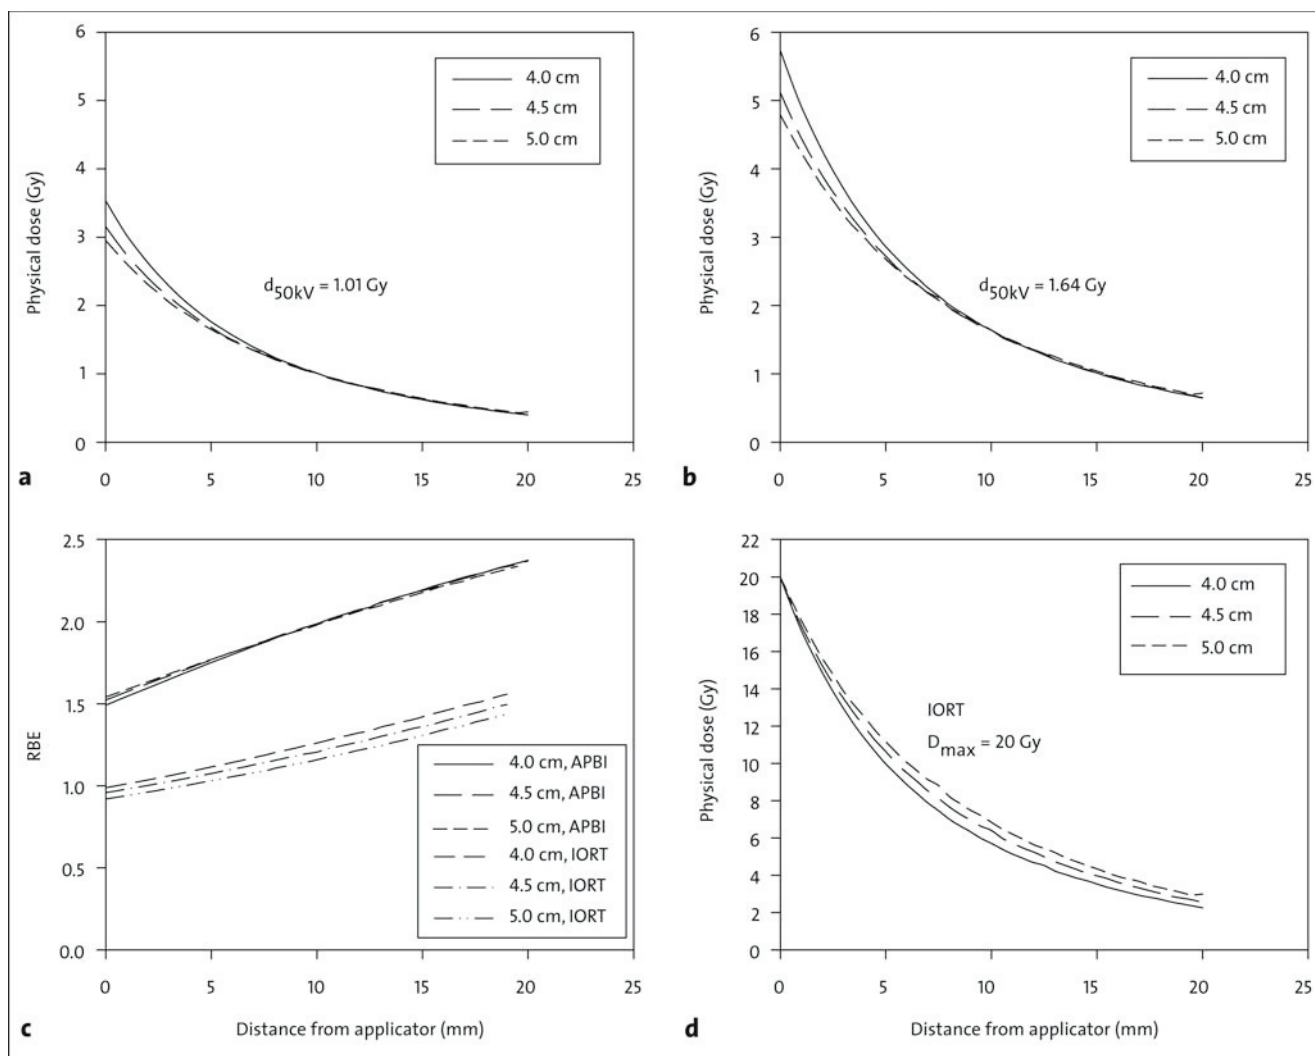 6
5
4
3
2
1
0
Physical dose (Gy)
4.0 cm
4.5 cm
5.0 cm
d50kV = 1.01 Gy
0 5 10 15 20 25
a
6
5
4
3
2
1
0
Physical dose (Gy)
4.0 cm
4.5 cm
5.0 cm
d50kV = 1.64 Gy
0 5 10 15 20 25
b
2.5
2.0
1.5
1.0
0.5
0.0
RBE
4.0 cm, APBI
4.5 cm, APBI
5.0 cm, APBI
4.0 cm, IORT
4.5 cm, IORT
5.0 cm, IORT
0 5 10 15 20 25
c
Distance from applicator (mm)
22
20
18
16
14
12
10
8
6
4
2
0
Physical dose (Gy)
4.0 cm
4.5 cm
5.0 cm
IORT
Dmax = 20 Gy
0 5 10 15 20 25
d
Distance from applicator (mm)